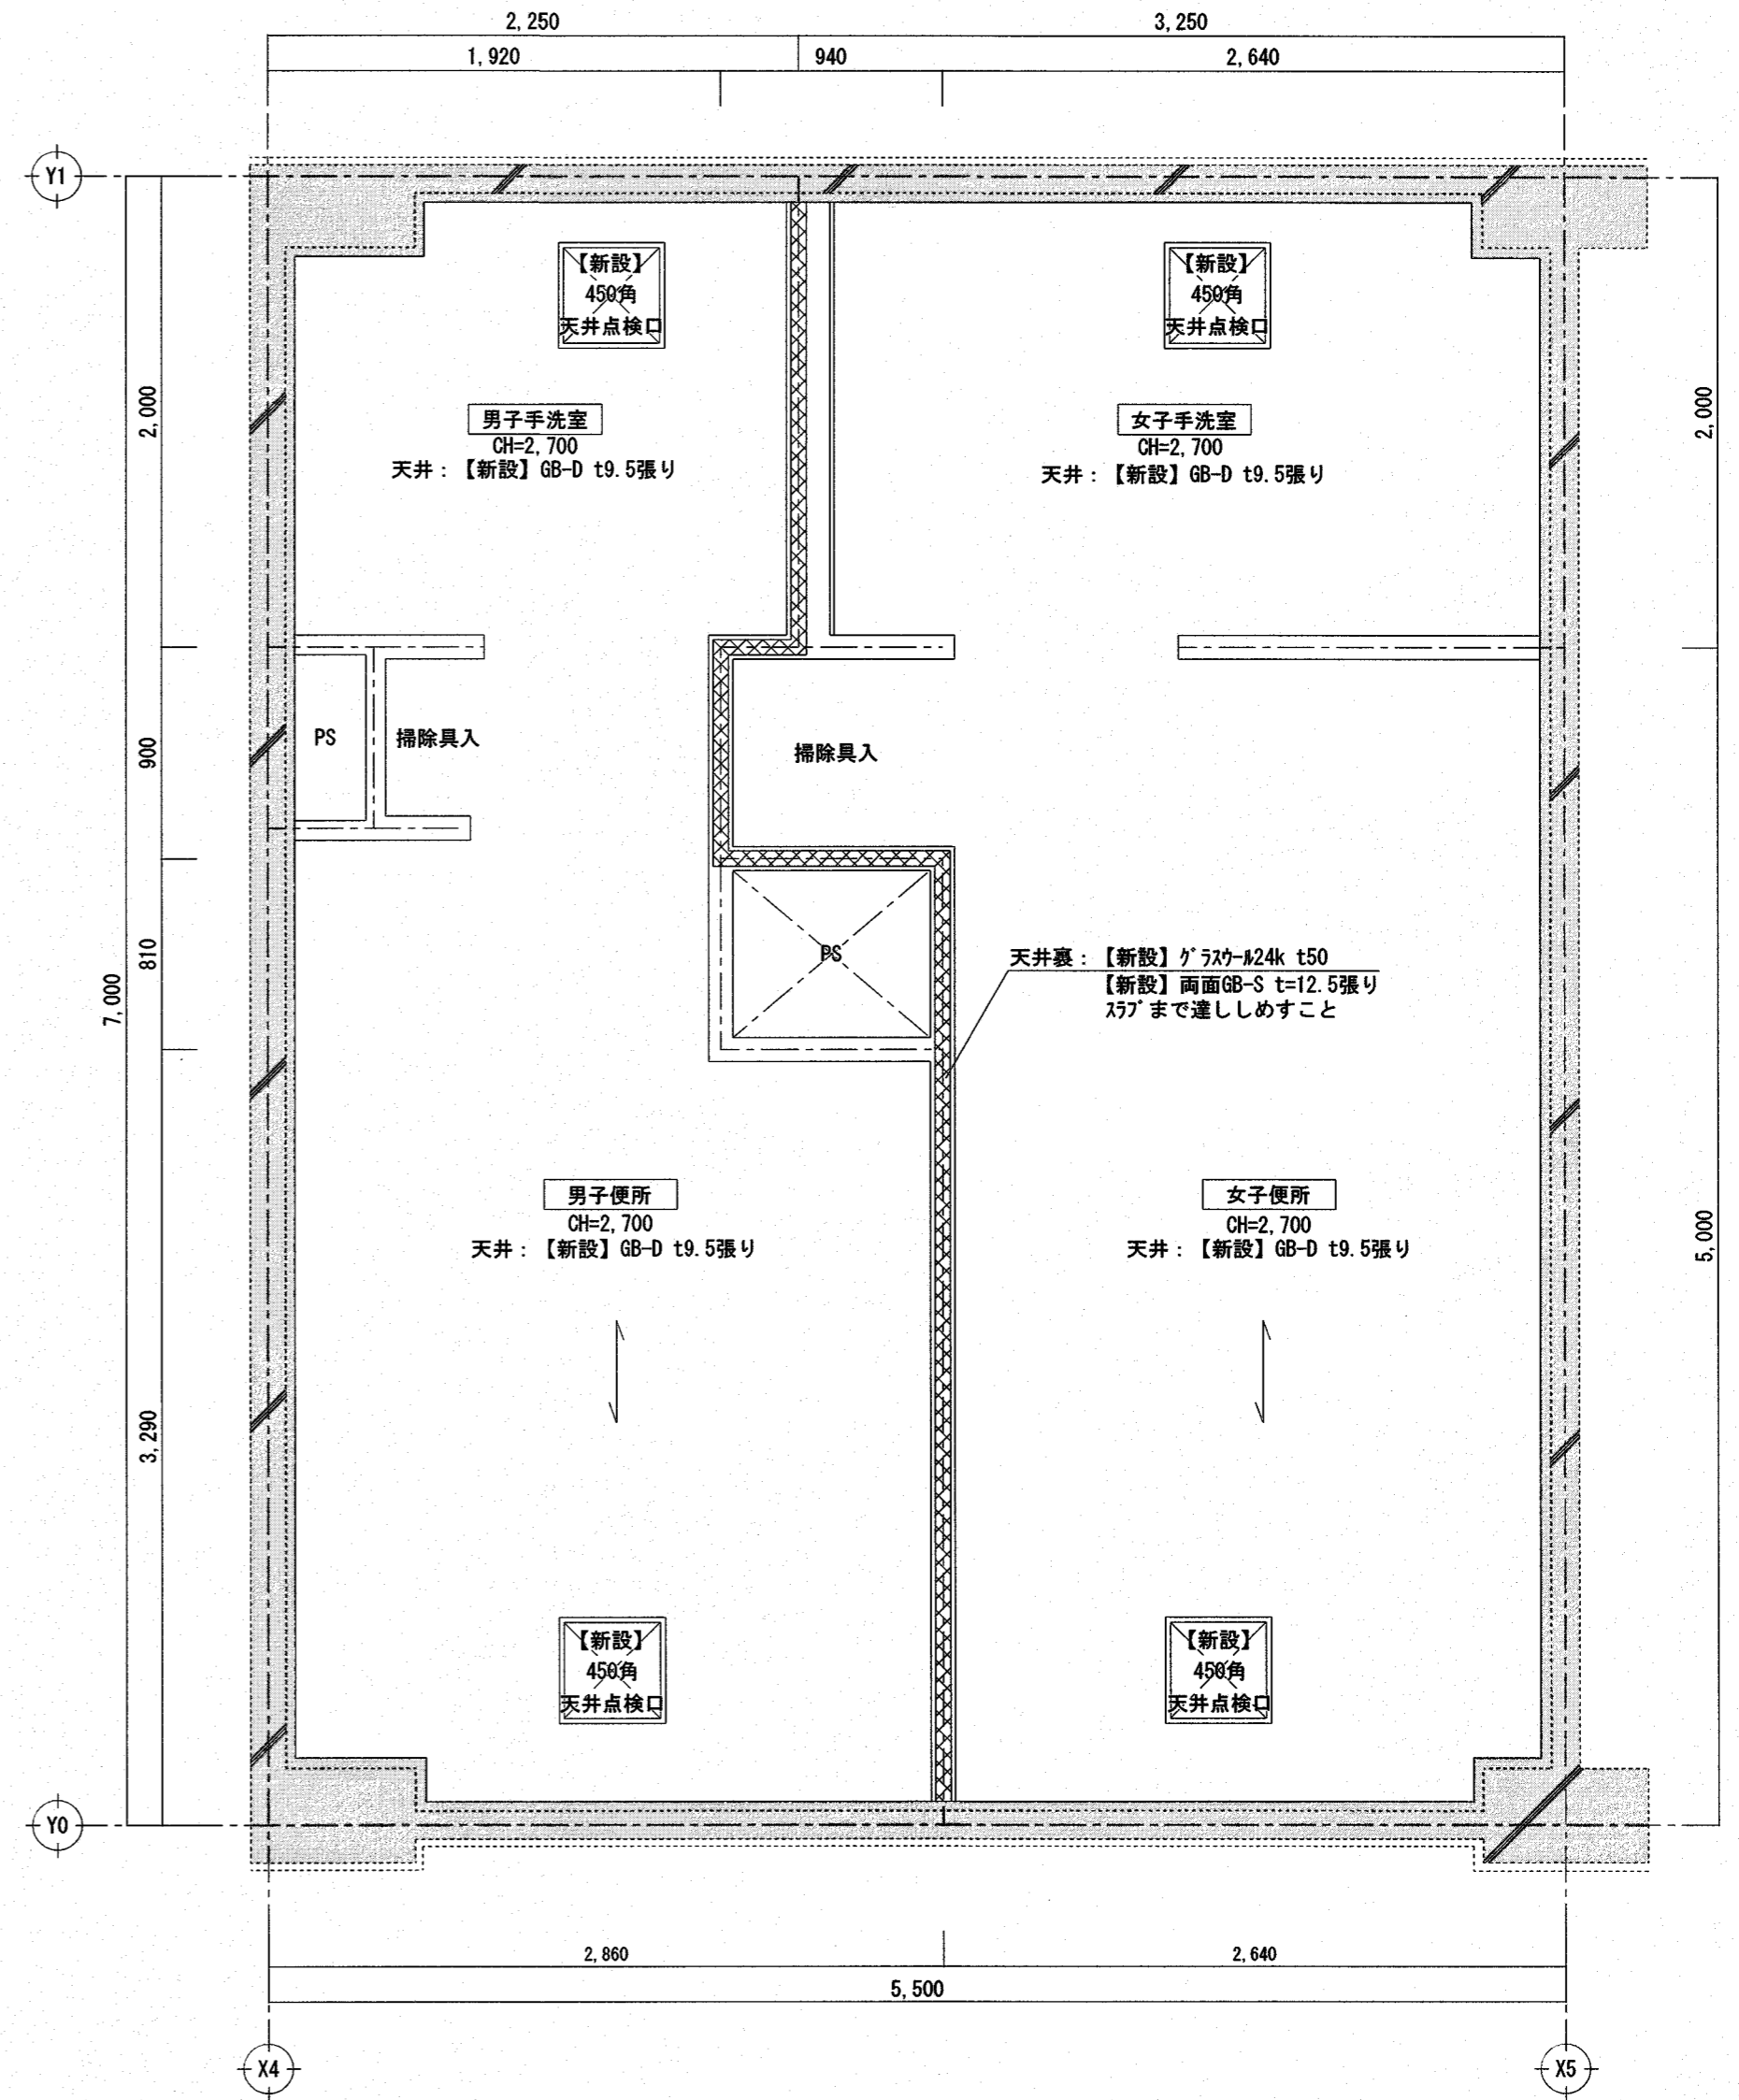 2,250
3,250
1,920
940
2,640
Y1
【新設】
450角
天井点検口
【新設】
450角
天井点検口
2,000
2,000
男子手洗室
CH=2,700
天井：【新設】GB-D t9.5張り
女子手洗室
CH=2,700
天井：【新設】GB-D t9.5張り
PS
掃除具入
掃除具入
900
810
7,000
PS
天井裏：【新設】ｸﾞﾗｽｳｰﾙ24k t50
【新設】両面GB-S t=12.5張り
ｽﾗﾌﾞまで達ししめすこと
男子便所
CH=2,700
天井：【新設】GB-D t9.5張り
女子便所
CH=2,700
天井：【新設】GB-D t9.5張り
5,000
3,290
【新設】
450角
天井点検口
【新設】
450角
天井点検口
Y0
2,860
2,640
5,500
X4
X5